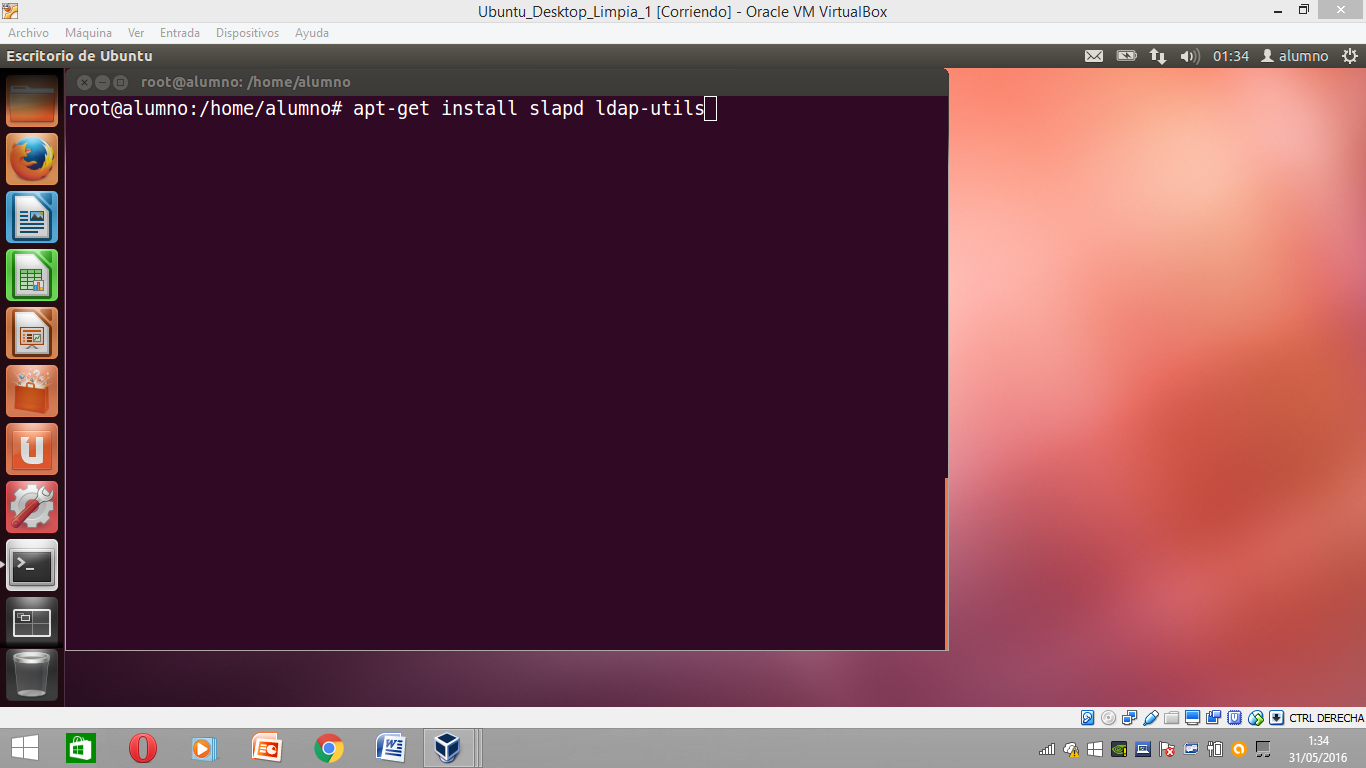 Ubuntu_Desktop_Limpia_1 [Corriendo] - Oracle VM VirtualBox
Archivo Máquina Ver Entrada Dispositivos Ayuda
Escritorio de Ubuntu 01:34 alumno
root@alumno: /home/alumno
root@alumno:/home/alumno# apt-get install slapd ldap-utils
CTRL DERECHA
1:34
31/05/2016